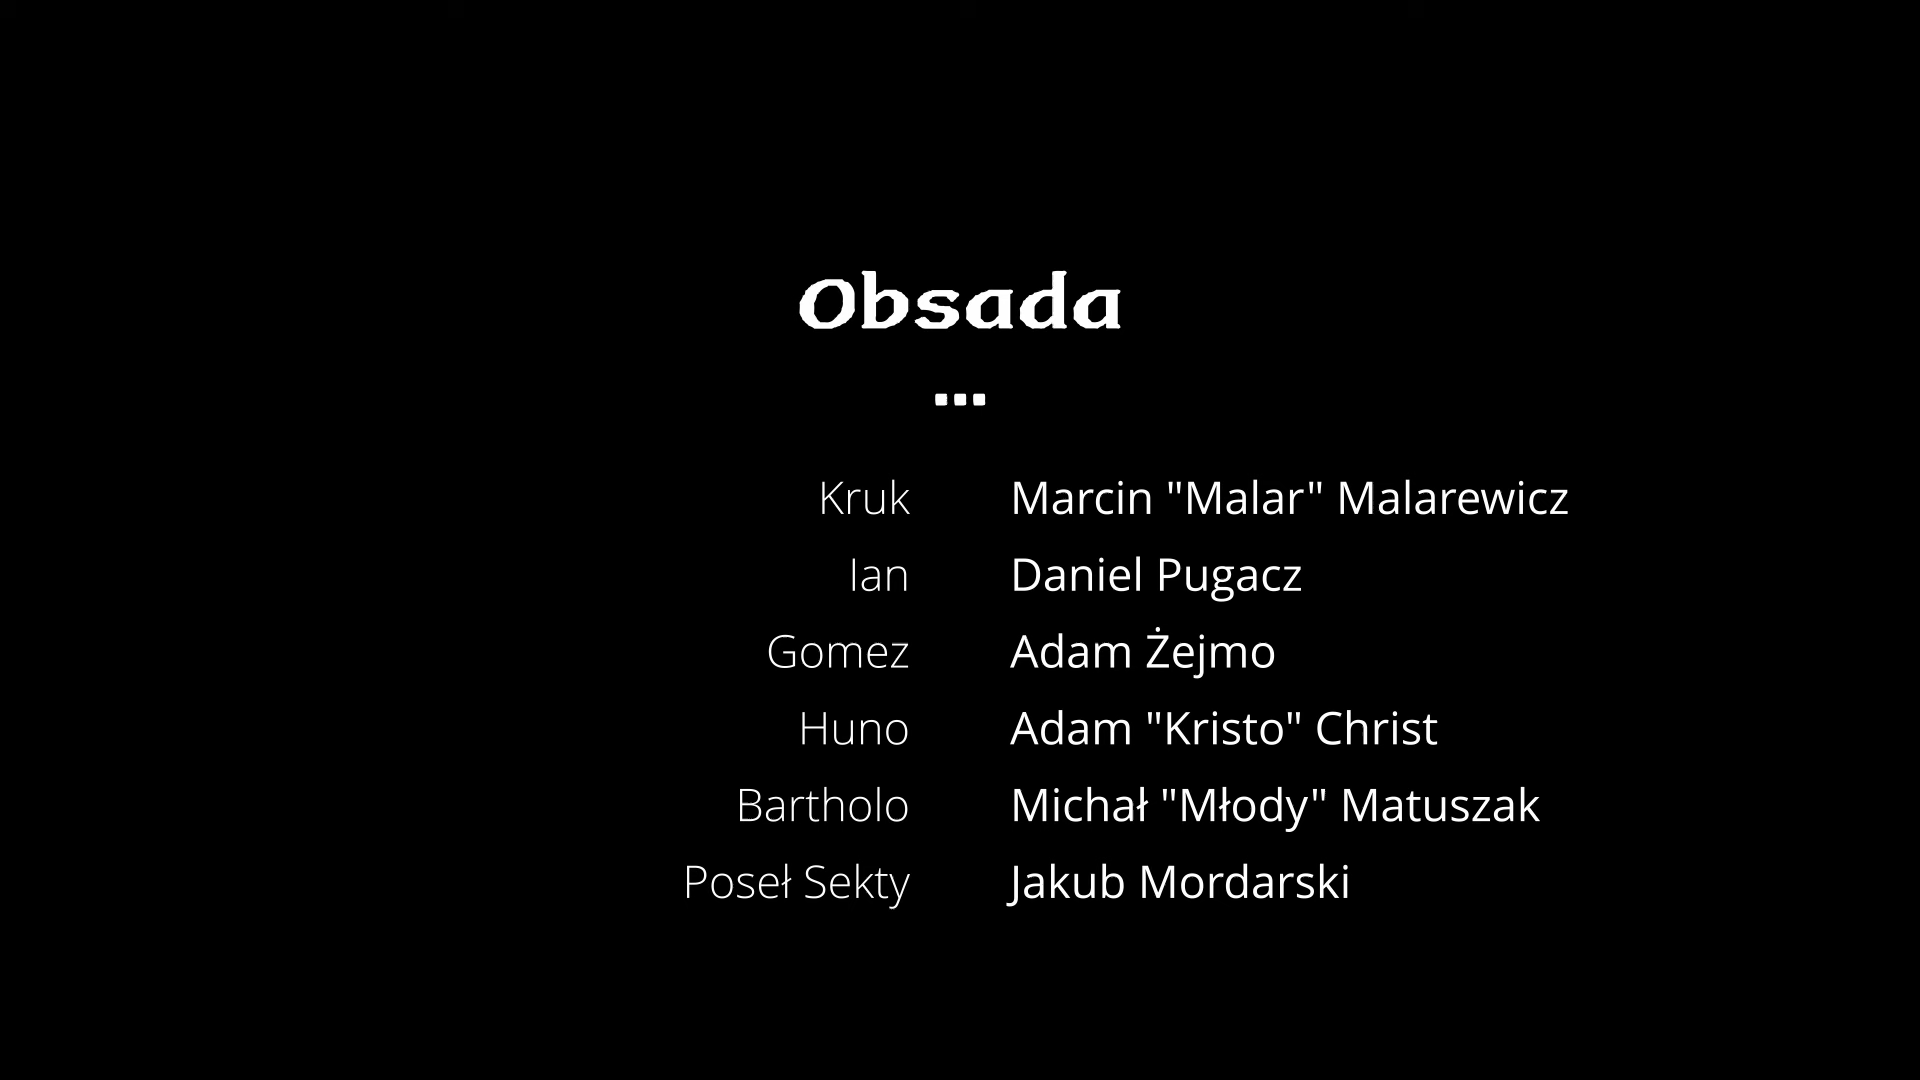 Obsada
...
Kruk Marcin "Malar" Malarewicz
Ian Daniel Pugacz
Gomez Adam Żejmo
Huno Adam "Kristo" Christ
Bartholo Michał "Młody" Matuszak
Poseł Sekty Jakub Mordarski